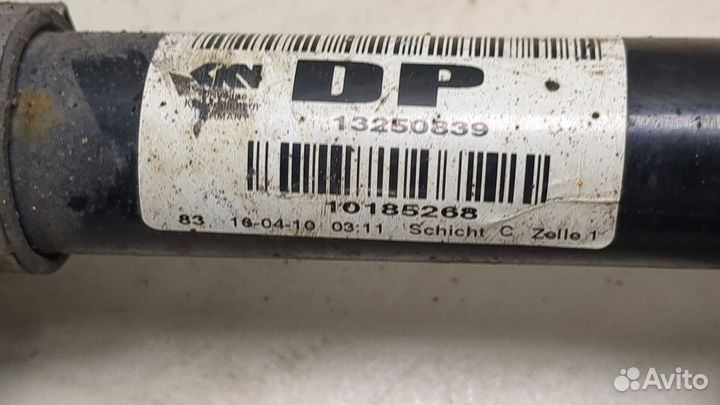 DP
13250839
10185268
83 16-04-10 03:11 Schicht C Zelle 1
Avito